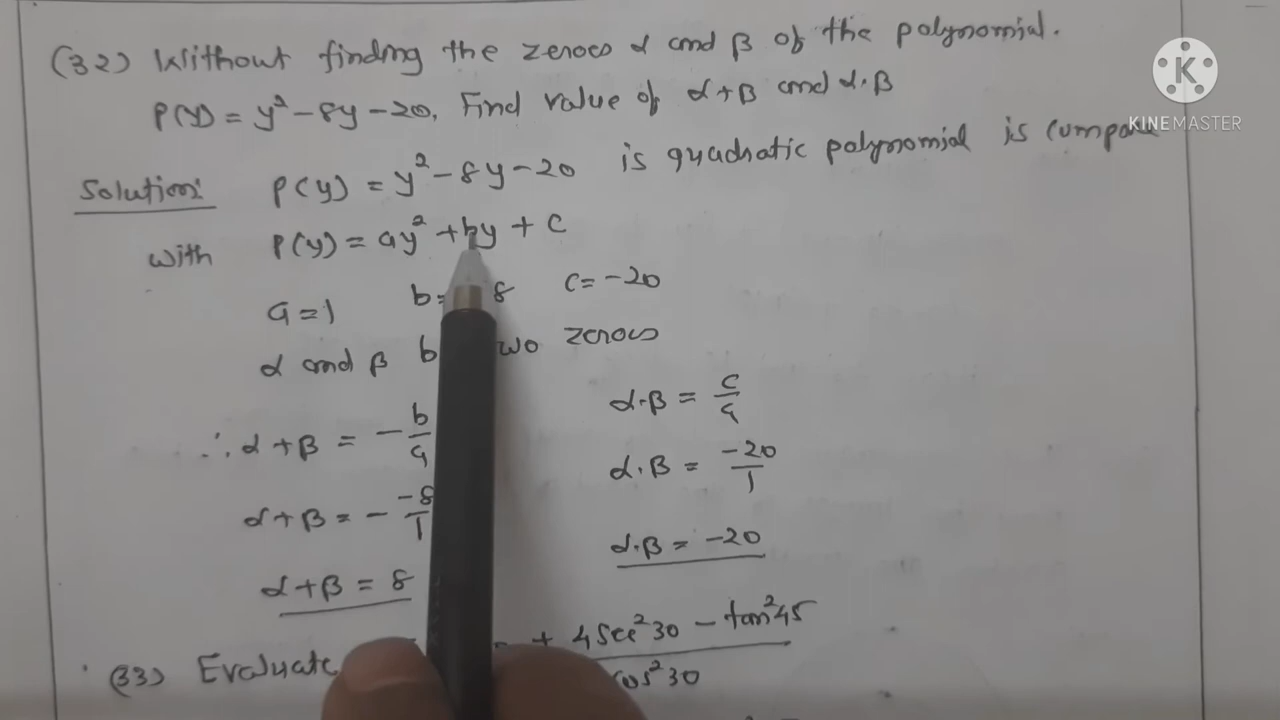 (32) Without finding the zeroes α and β of the polynomial.
P(y) = y² - 8y - 20, Find value of α+β and α.β
KINEMASTER
Solution: P(y) = y² - 8y - 20 is quadratic polynomial is compare
with P(y) = ay² + by + c
a = 1 b= 8 c = -20
α and β b wo zeroes
∴ α + β = - b/a α.β = c/a
α + β = - -8/1 α.β = -20/1
α + β = 8 α.β = -20
(33) Evaluate + 4 Sec²30 - tan²45
cos²30